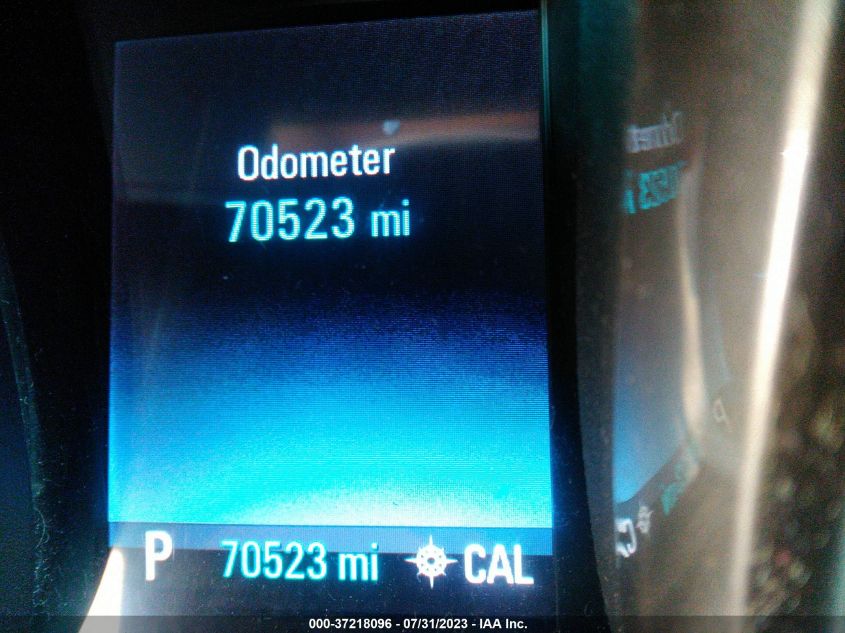 Odometer
70523 mi
P 70523 mi CAL
000-37218096 - 07/31/2023 - IAA Inc.